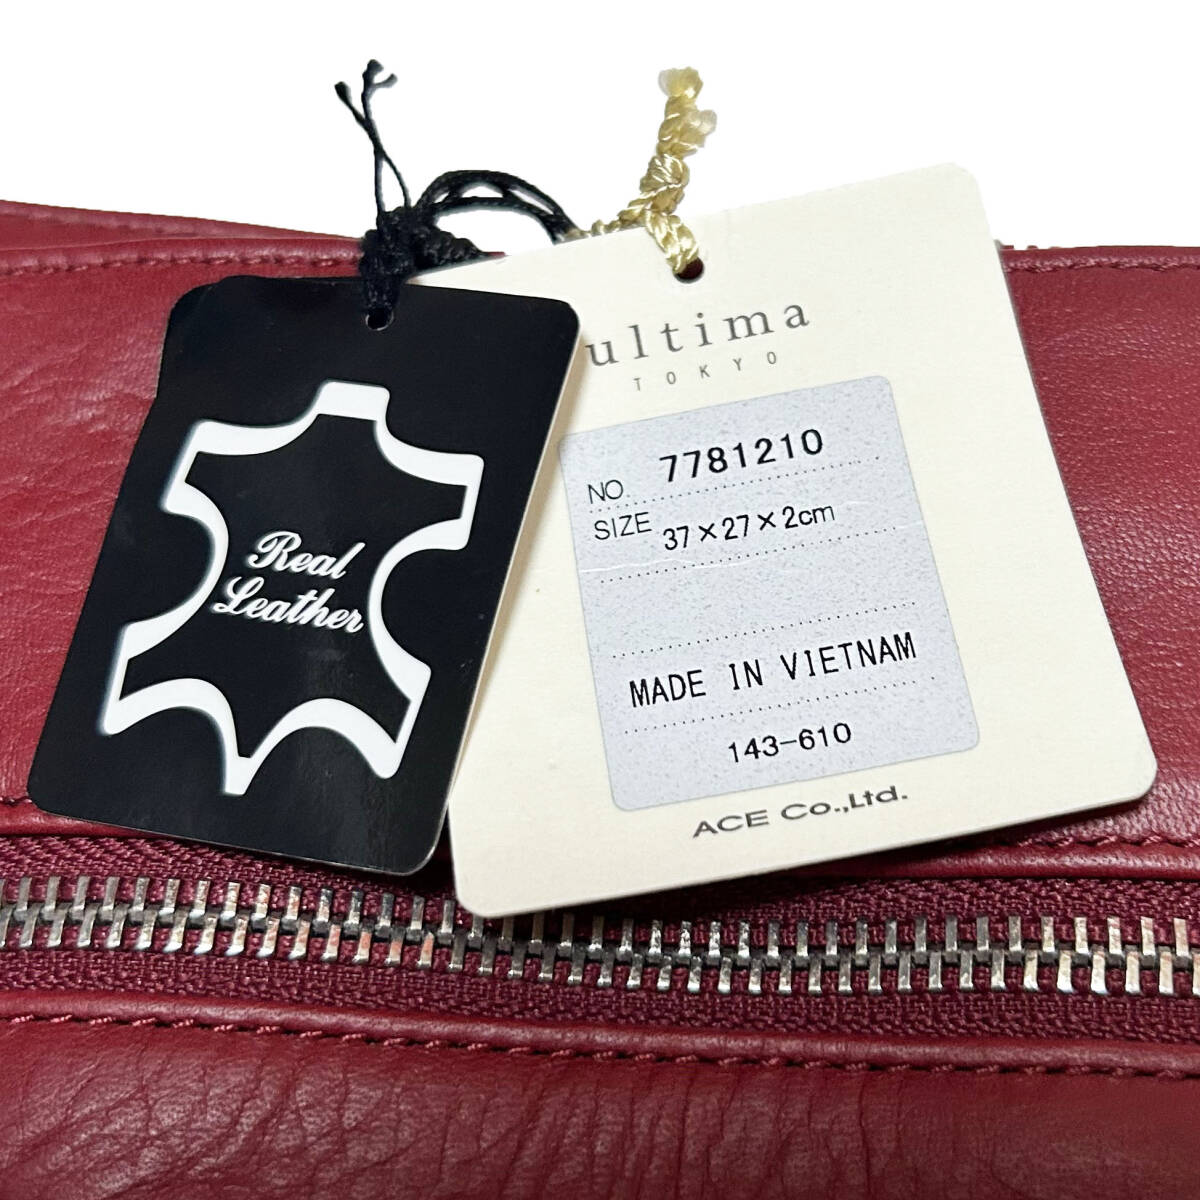 Real
Leather
ultima
TOKYO
NO. 7781210
SIZE 37×27×2cm
MADE IN VIETNAM
143-610
ACE Co.,Ltd.